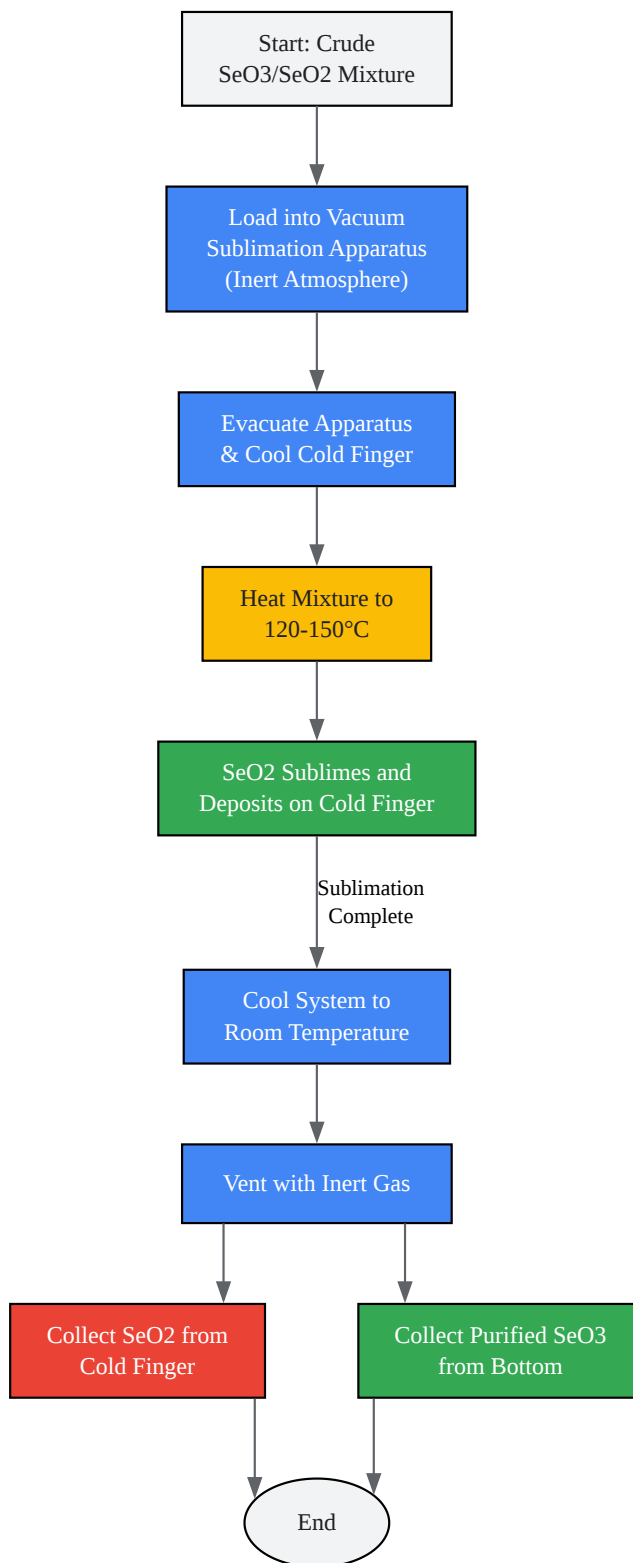 Start: Crude
SeO3/SeO2 Mixture
Load into Vacuum
Sublimation Apparatus
(Inert Atmosphere)
Evacuate Apparatus
& Cool Cold Finger
Heat Mixture to
120-150°C
SeO2 Sublimes and
Deposits on Cold Finger
Sublimation
Complete
Cool System to
Room Temperature
Vent with Inert Gas
Collect SeO2 from
Cold Finger
Collect Purified SeO3
from Bottom
End